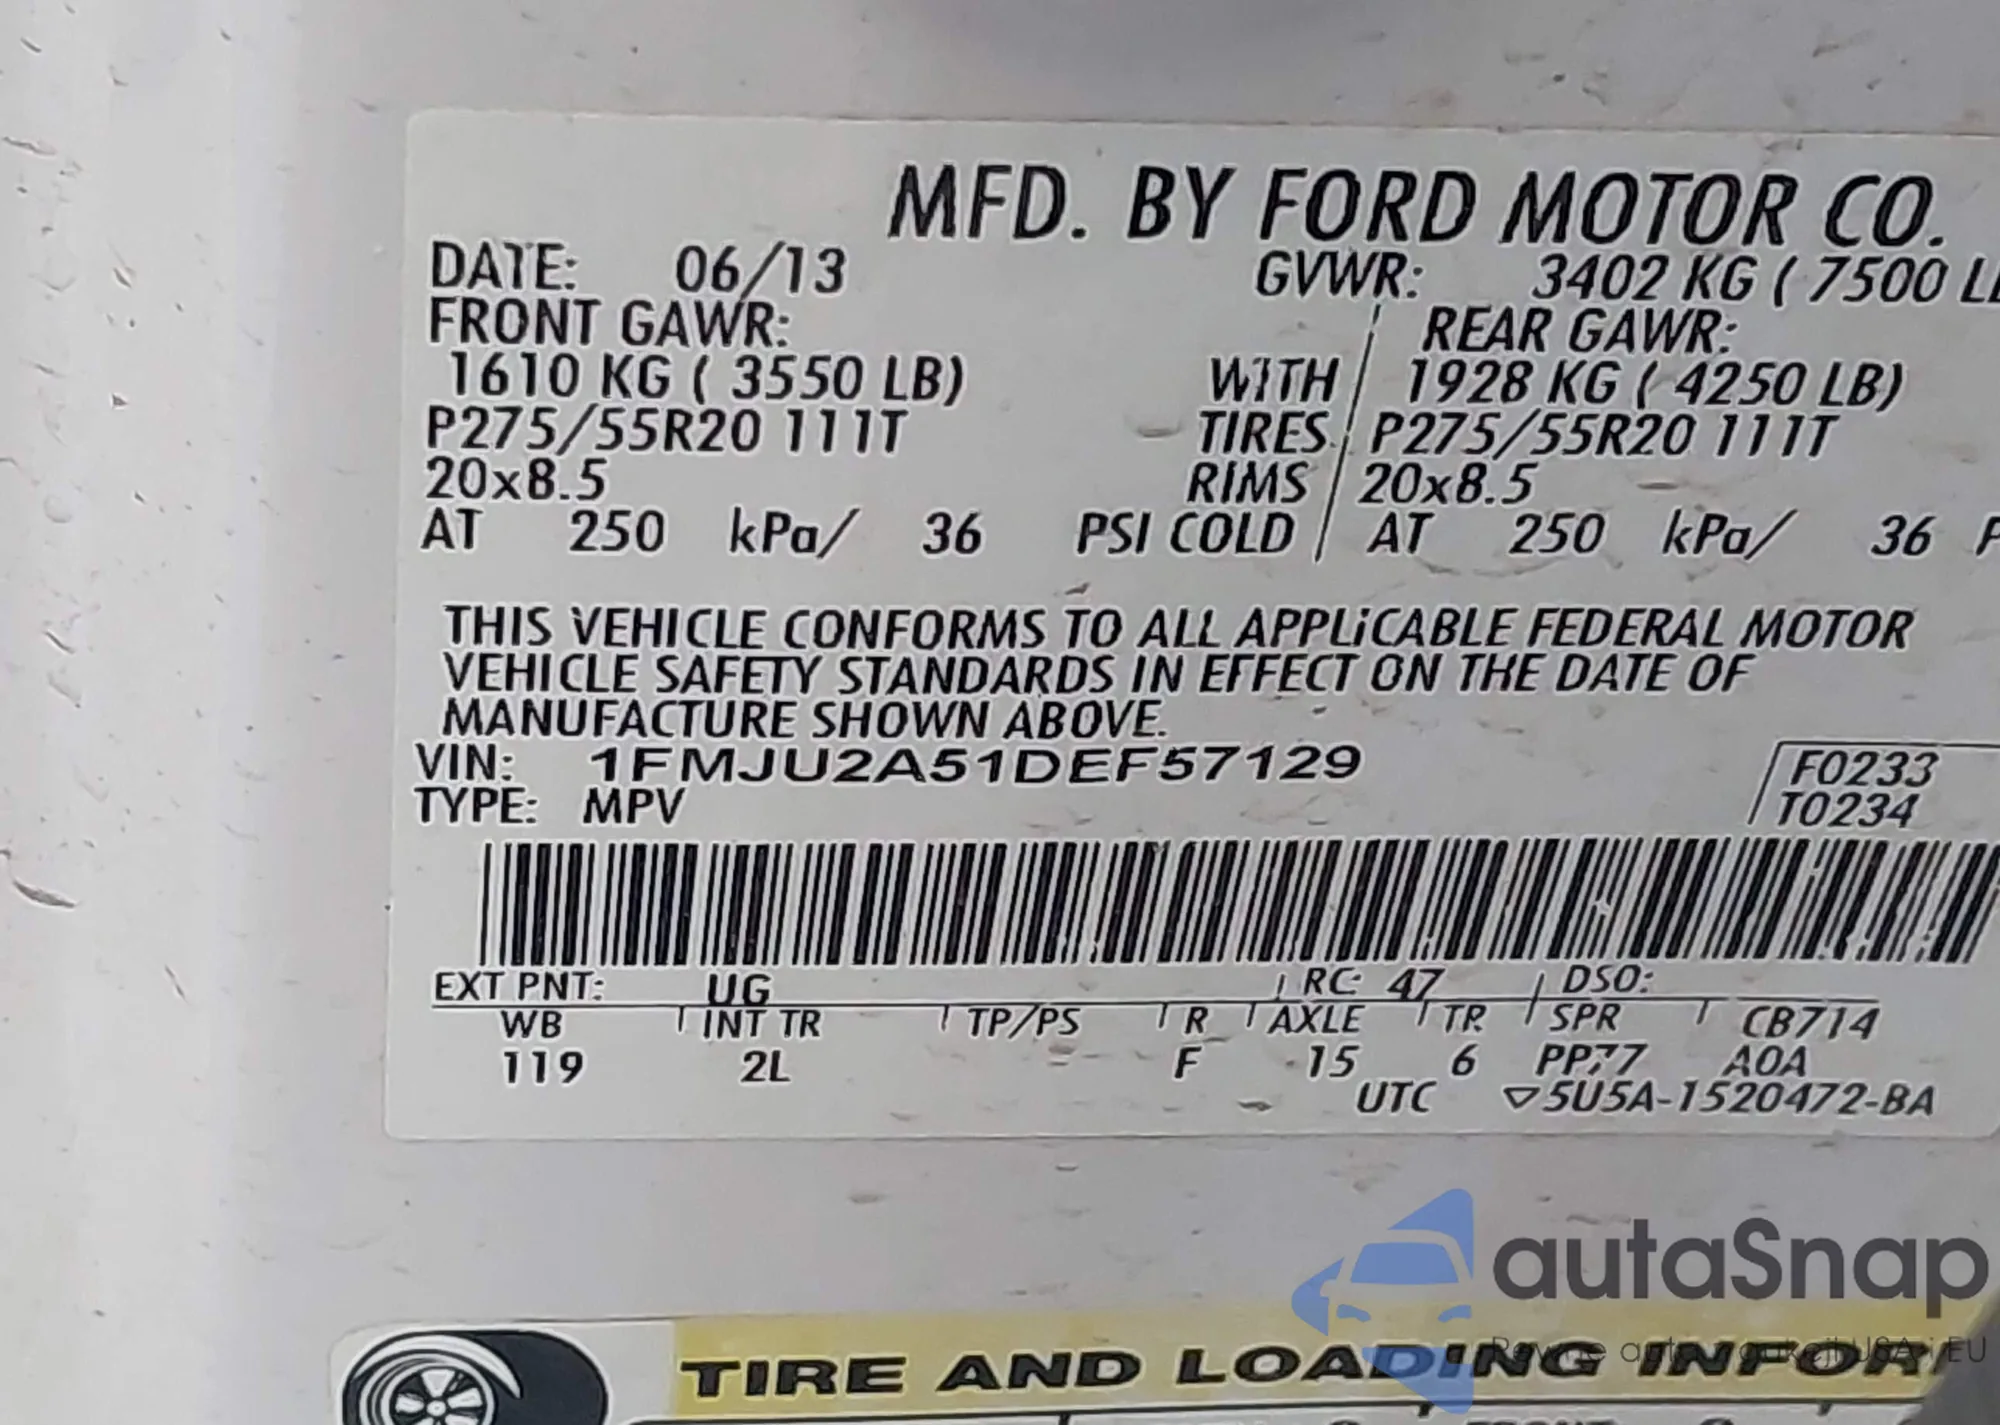 MFD. BY FORD MOTOR CO.
DATE: 06/13 GVWR: 3402 KG ( 7500 LB
FRONT GAWR: REAR GAWR:
1610 KG ( 3550 LB) WITH 1928 KG ( 4250 LB)
P275/55R20 111T TIRES P275/55R20 111T
20x8.5 RIMS 20x8.5
AT 250 kPa/ 36 PSI COLD AT 250 kPa/ 36 P
THIS VEHICLE CONFORMS TO ALL APPLICABLE FEDERAL MOTOR
VEHICLE SAFETY STANDARDS IN EFFECT ON THE DATE OF
MANUFACTURE SHOWN ABOVE.
VIN: 1FMJU2A51DEF57129 F0233
TYPE: MPV T0234
EXT PNT: UG RC: 47 DSO:
WB INT TR TP/PS R AXLE TR SPR CB714
119 2L F 15 6 PP77 A0A
UTC ▽5U5A-1520472-BA
autaSnap
TIRE AND LOADING INFOR